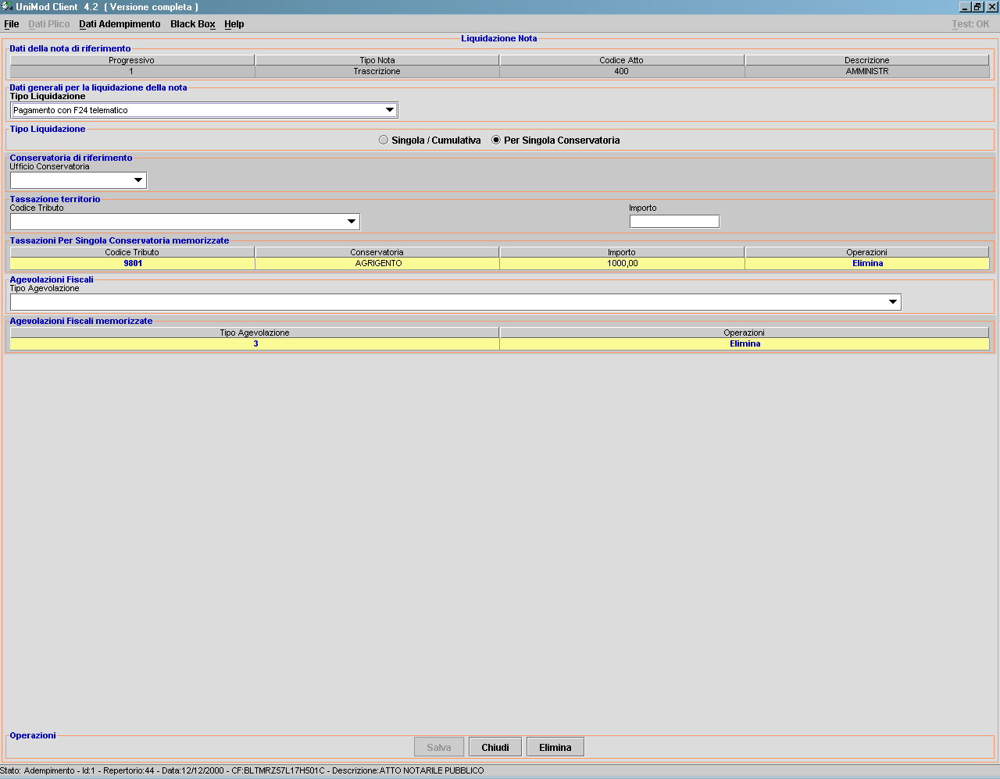 UniMod Client 4.2 ( Versione completa )
File Dati Plico Dati Adempimento Black Box Help Test: OK
Liquidazione Nota
Dati della nota di riferimento
Progressivo Tipo Nota Codice Atto Descrizione
1 Trascrizione 400 AMMINISTR
Dati generali per la liquidazione della nota
Tipo Liquidazione
Pagamento con F24 telematico
Tipo Liquidazione
Singola / Cumulativa Per Singola Conservatoria
Conservatoria di riferimento
Ufficio Conservatoria
Tassazione territorio
Codice Tributo Importo
Tassazioni Per Singola Conservatoria memorizzate
Codice Tributo Conservatoria Importo Operazioni
9801 AGRIGENTO 1000,00 Elimina
Agevolazioni Fiscali
Tipo Agevolazione
Agevolazioni Fiscali memorizzate
Tipo Agevolazione Operazioni
3 Elimina
Operazioni
Salva Chiudi Elimina
Stato: Adempimento - Id:1 - Repertorio:44 - Data:12/12/2000 - CF:BLTMRZ57L17H501C - Descrizione:ATTO NOTARILE PUBBLICO